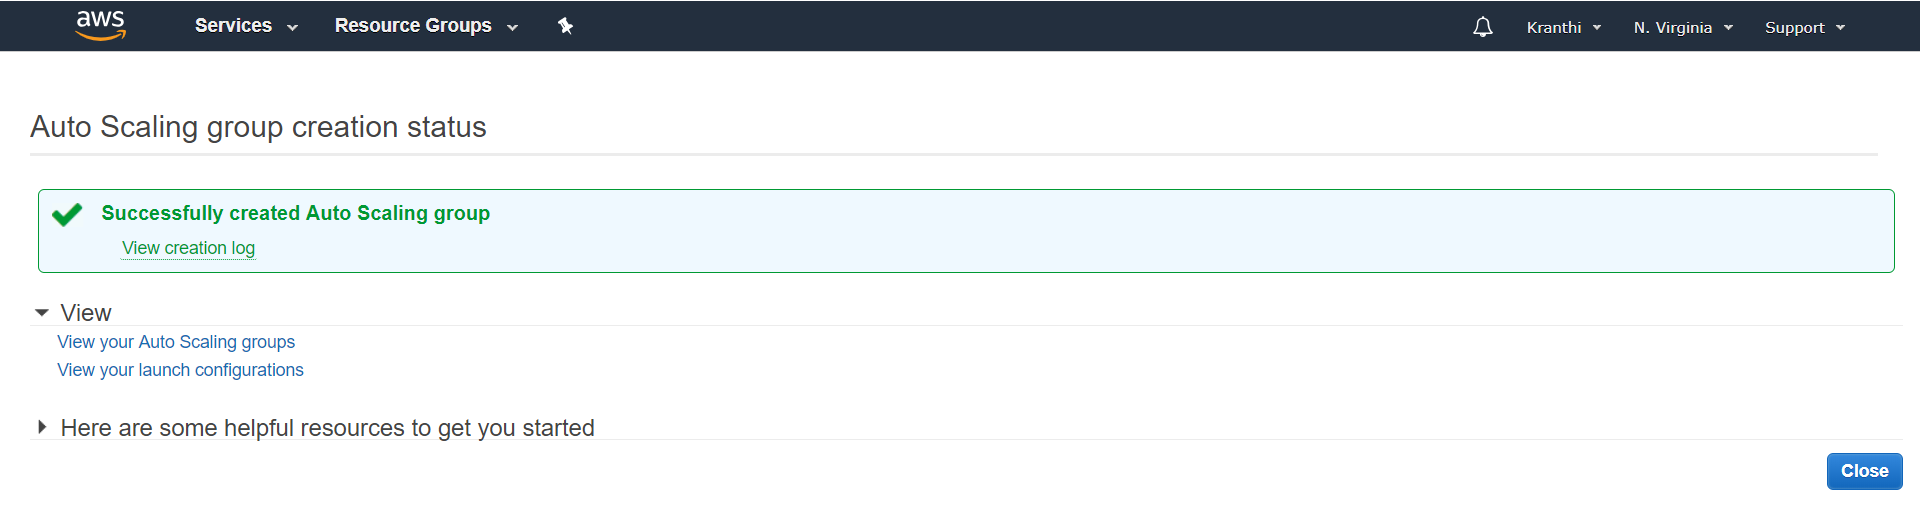 aws Services Resource Groups Kranthi N. Virginia Support
Auto Scaling group creation status
Successfully created Auto Scaling group
View creation log
View
View your Auto Scaling groups
View your launch configurations
Here are some helpful resources to get you started
Close